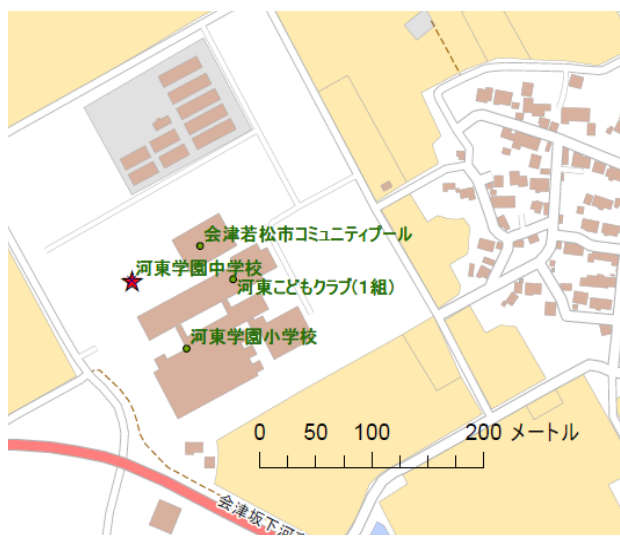 会津若松市コミュニティプール
河東学園中学校
河東こどもクラブ(1組)
河東学園小学校
0 50 100 200 メートル
会津坂下河東